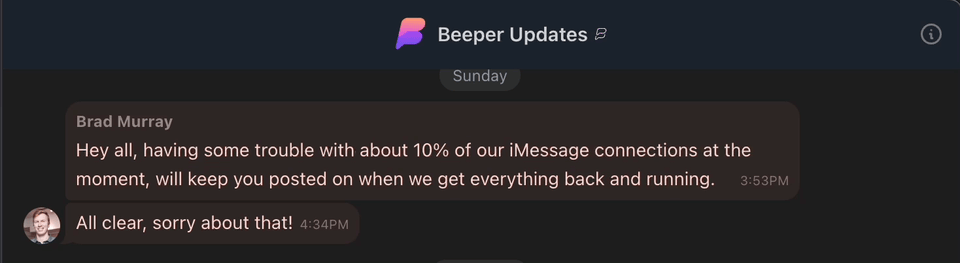 Beeper Updates
Sunday
Brad Murray
Hey all, having some trouble with about 10% of our iMessage connections at the
moment, will keep you posted on when we get everything back and running. 3:53PM
All clear, sorry about that! 4:34PM